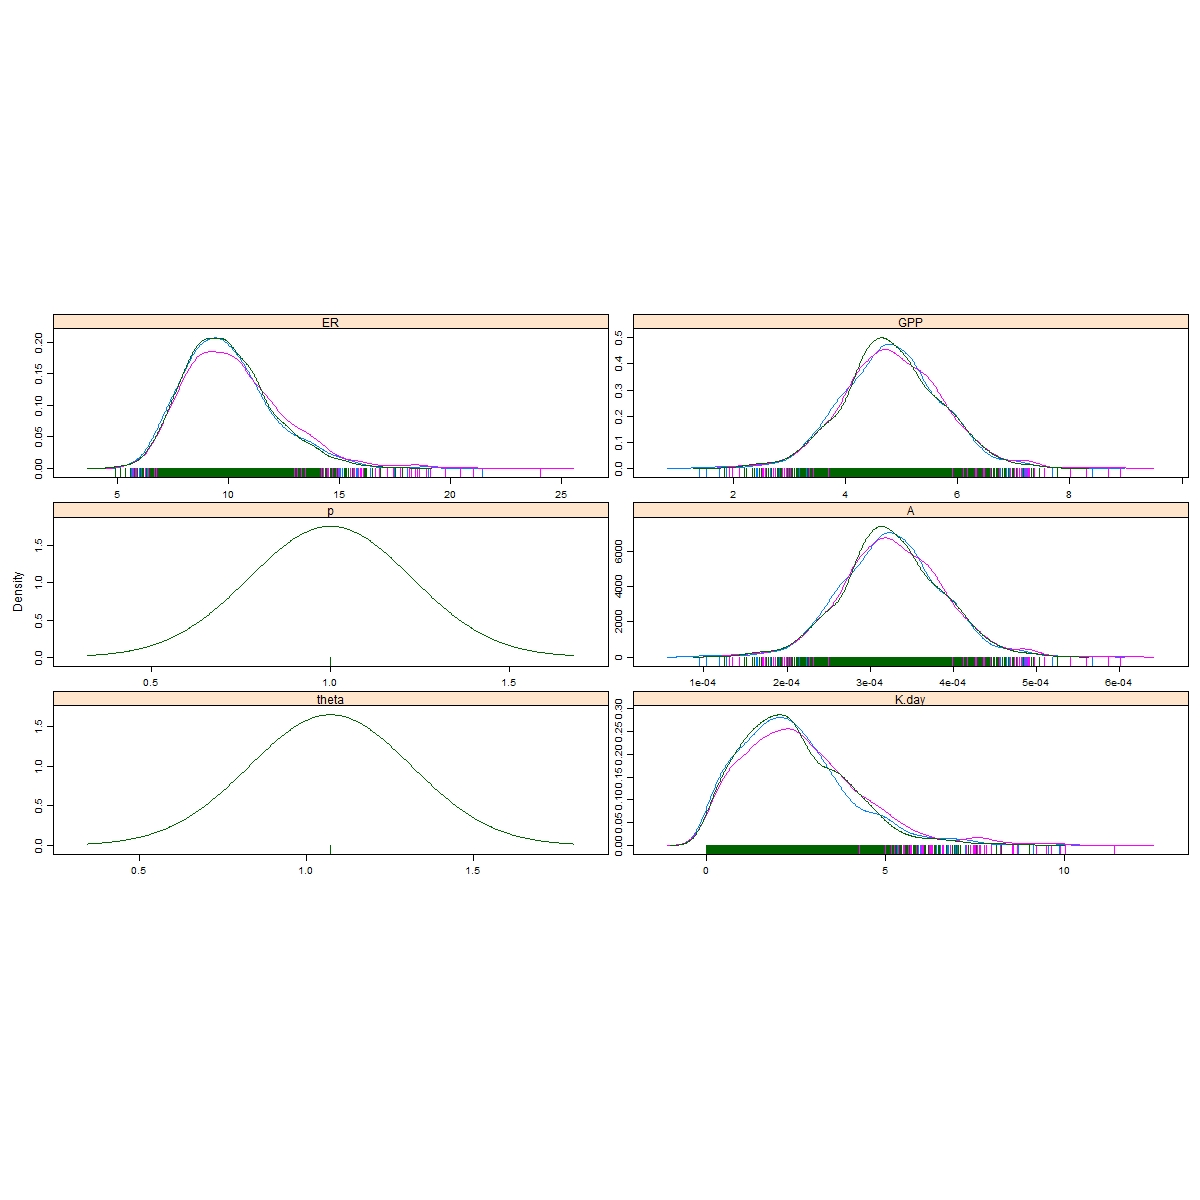 ER
0.00 0.05 0.10 0.15 0.20
5 10 15 20 25
GPP
0.0 0.1 0.2 0.3 0.4 0.5
2 4 6 8
Density
p
0.0 0.5 1.0 1.5
0.5 1.0 1.5
A
0 2000 4000 6000
1e-04 2e-04 3e-04 4e-04 5e-04 6e-04
theta
0.0 0.5 1.0 1.5
0.5 1.0 1.5
K.day
0.00 0.05 0.10 0.15 0.20 0.25 0.30
0 5 10